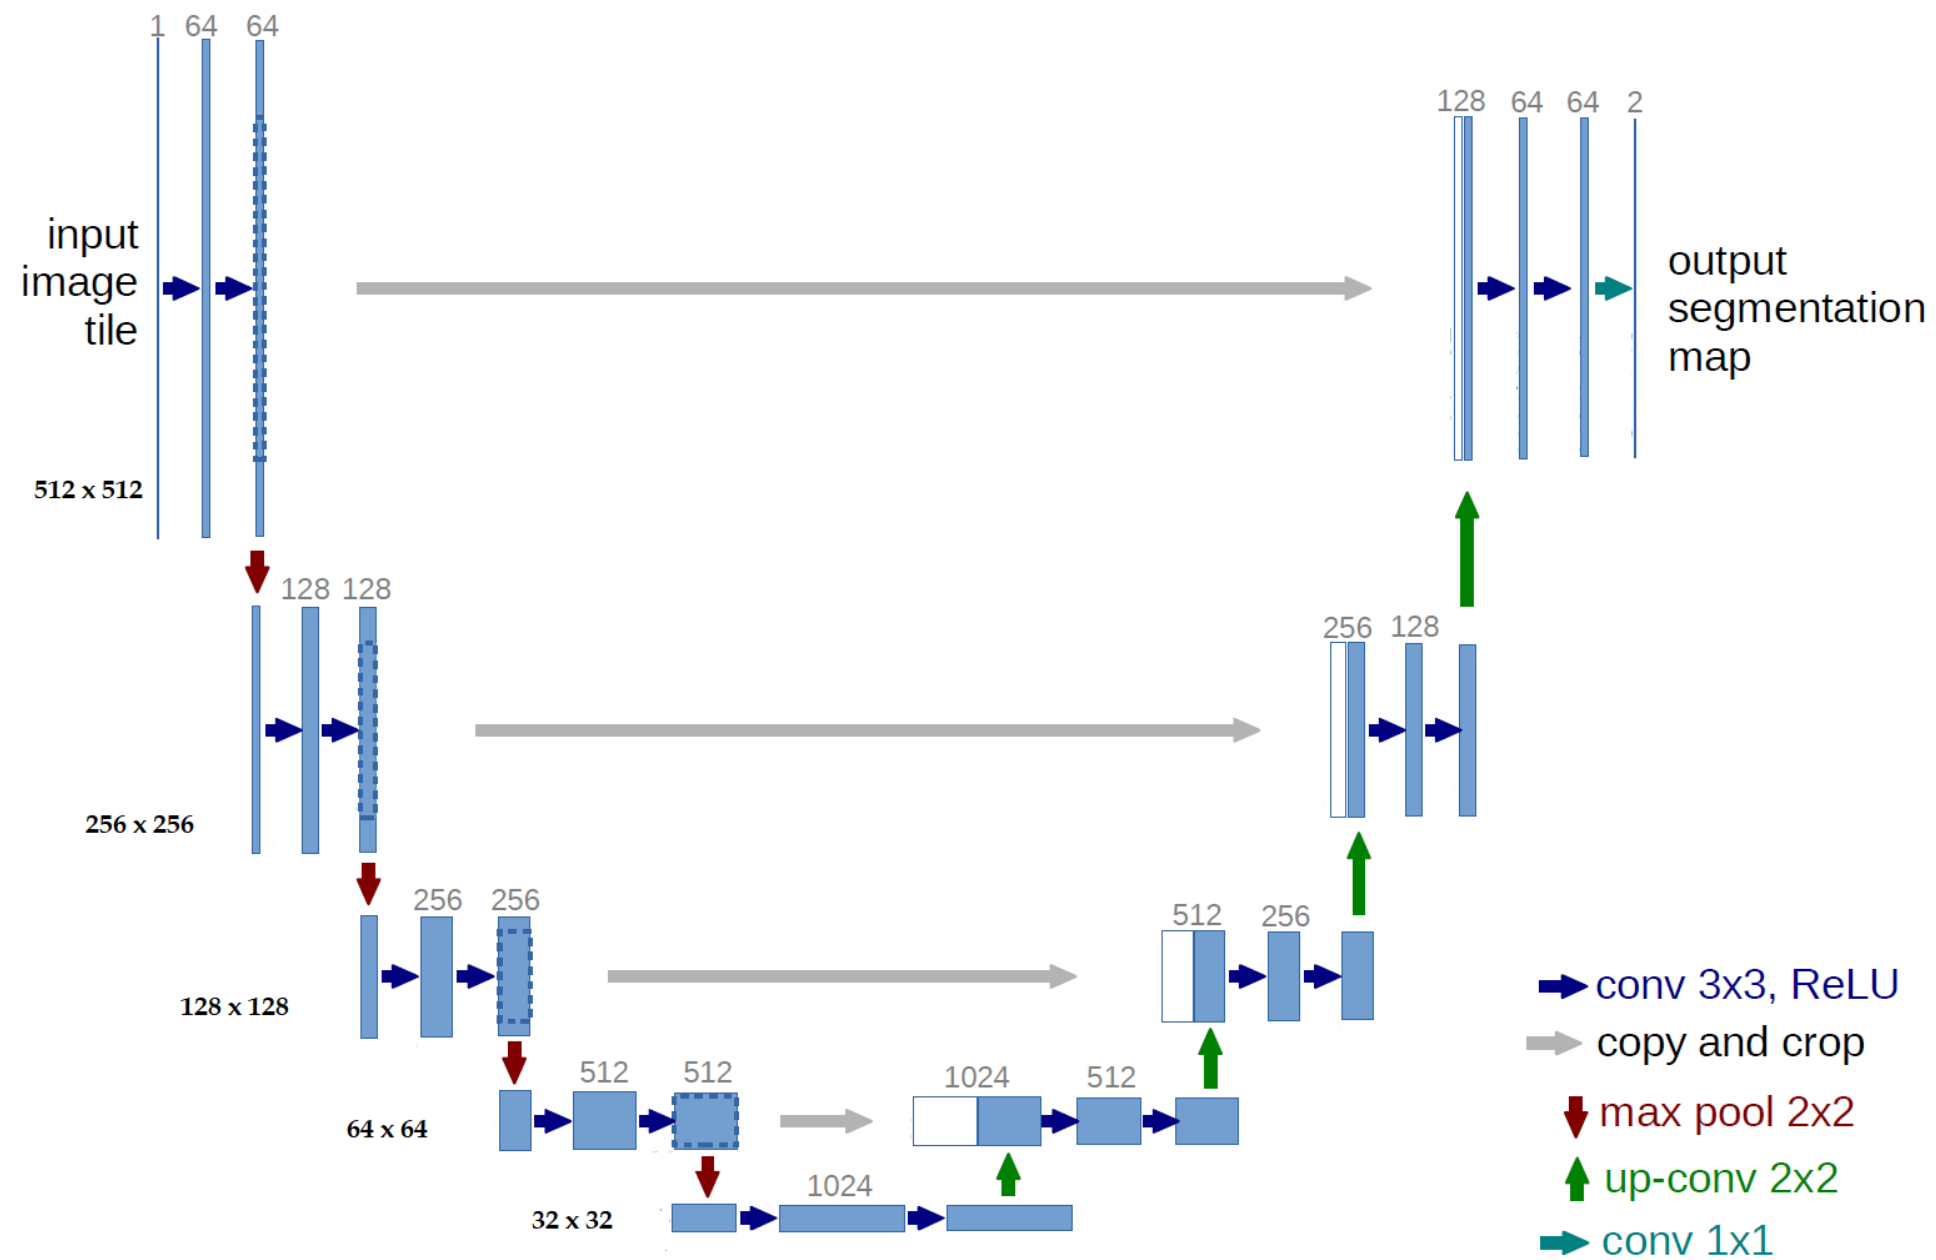 1 64 64
128 64 64 2
input
image
tile
output
segmentation
map
512 x 512
128 128
256 128
256 x 256
256 256
512 256
128 x 128
512 512
1024 512
64 x 64
1024
32 x 32
conv 3x3, ReLU
copy and crop
max pool 2x2
up-conv 2x2
conv 1x1